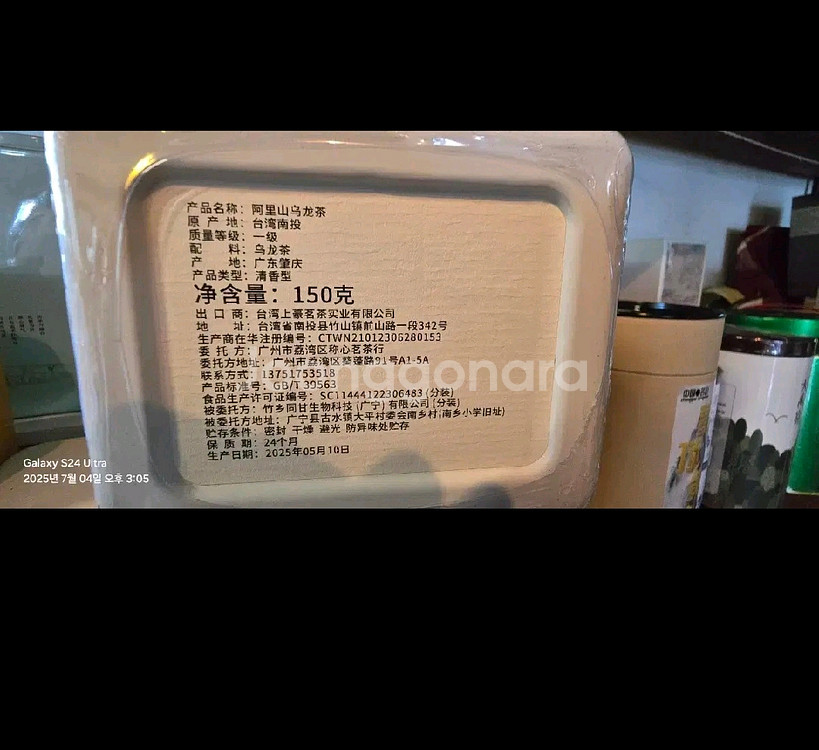 产品名称：阿里山乌龙茶
原 产 地：台湾南投
质量等级：一级
配 料：乌龙茶
产 地：广东肇庆
产品类型：清香型
净含量：150克
出 口 商：台湾上豪茗茶实业有限公司
地 址：台湾省南投县竹山镇前山路一段342号
生产商在华注册编号：CTWN21012306280153
委 托 方：广州市荔湾区称心茗茶行
委托方地址：广州市荔湾区葵蓬路91号A1-5A
联系方式：13751753518
产品标准号：GB/T 39563
食品生产许可证编号：SC11444122306483 (分装)
被委托方：竹乡同甘生物科技 (广宁) 有限公司 (分装)
被委托方地址：广宁县古水镇大平村委会南乡村(南乡小学旧址)
贮存条件：密封 干燥 避光 防异味处贮存
保 质 期：24个月
生产日期：2025年05月10日
中国
Galaxy S24 Ultra
2025년 7월 04일 오후 3:05